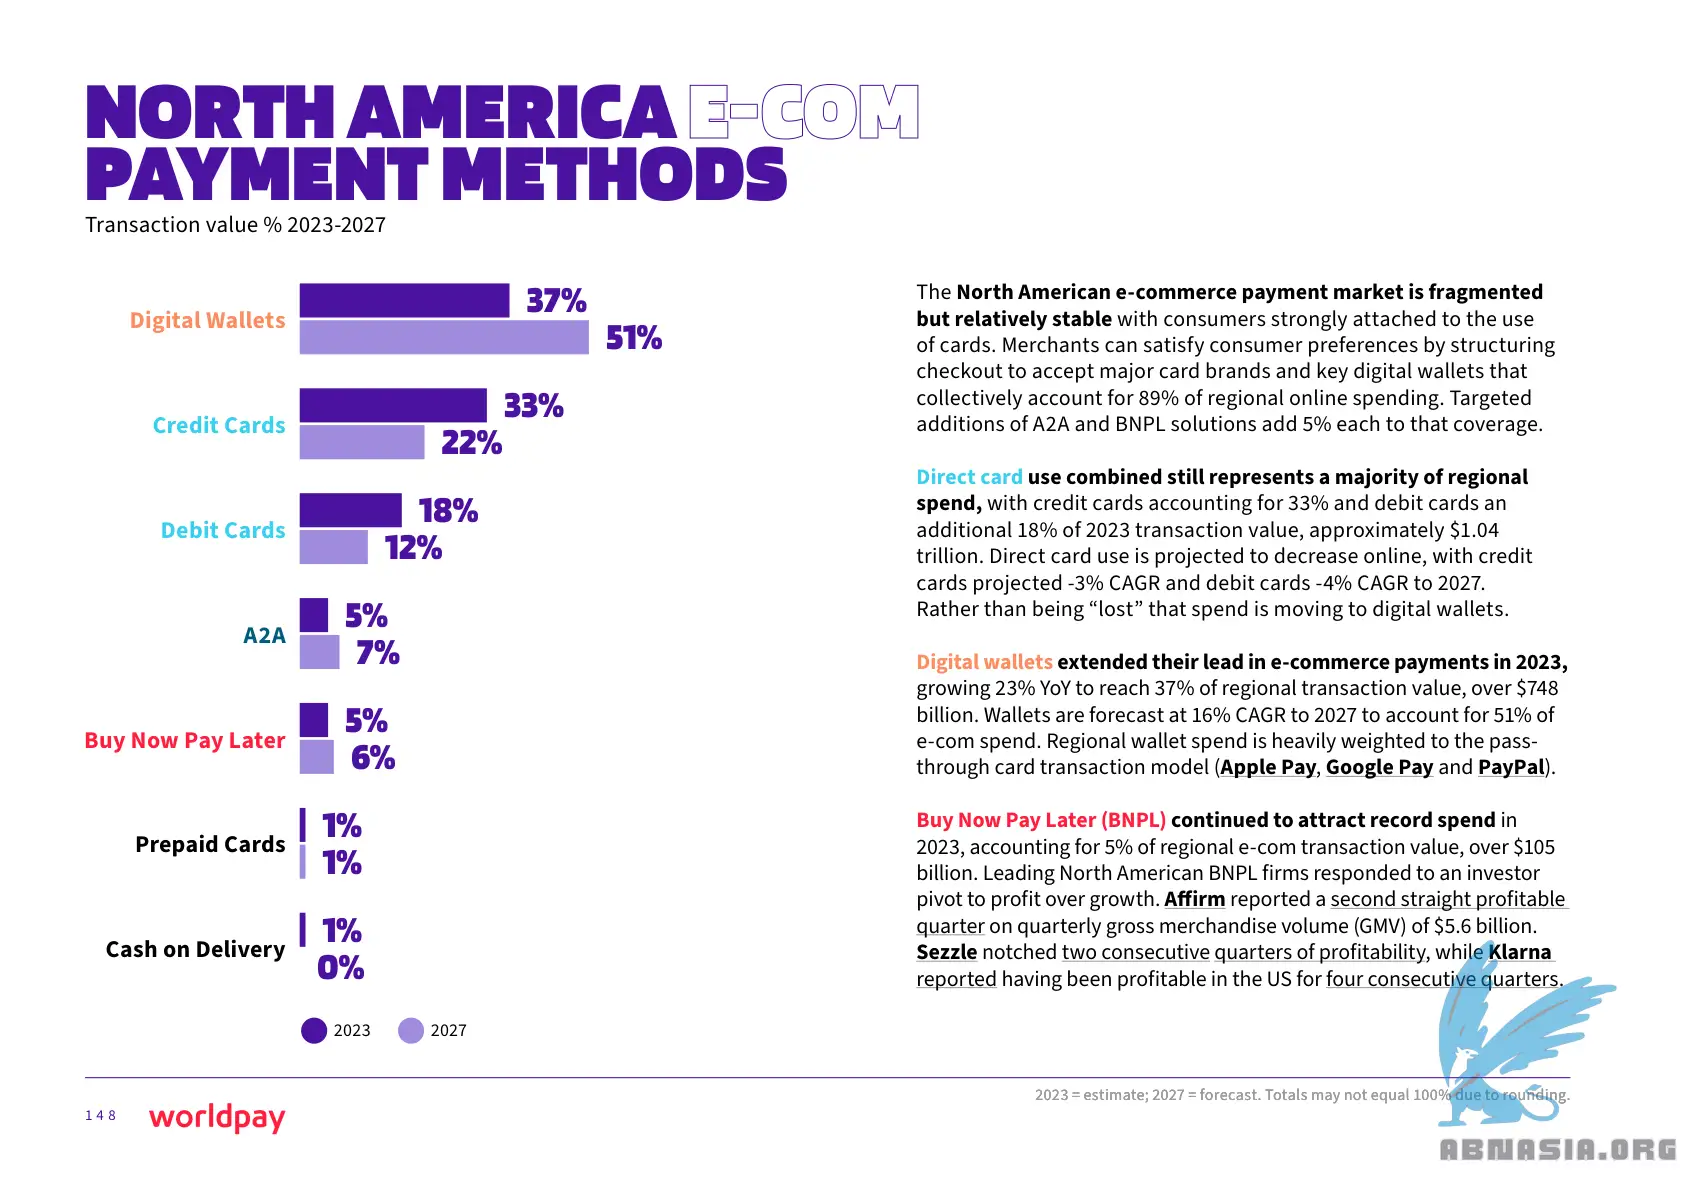 NORTH AMERICA E-COM
PAYMENT METHODS
Transaction value % 2023-2027
Digital Wallets
37%
51%
Credit Cards
33%
22%
Debit Cards
18%
12%
A2A
5%
7%
Buy Now Pay Later
5%
6%
Prepaid Cards
1%
1%
Cash on Delivery
1%
0%
2023 2027
The North American e-commerce payment market is fragmented
but relatively stable with consumers strongly attached to the use
of cards. Merchants can satisfy consumer preferences by structuring
checkout to accept major card brands and key digital wallets that
collectively account for 89% of regional online spending. Targeted
additions of A2A and BNPL solutions add 5% each to that coverage.
Direct card use combined still represents a majority of regional
spend, with credit cards accounting for 33% and debit cards an
additional 18% of 2023 transaction value, approximately $1.04
trillion. Direct card use is projected to decrease online, with credit
cards projected -3% CAGR and debit cards -4% CAGR to 2027.
Rather than being “lost” that spend is moving to digital wallets.
Digital wallets extended their lead in e-commerce payments in 2023,
growing 23% YoY to reach 37% of regional transaction value, over $748
billion. Wallets are forecast at 16% CAGR to 2027 to account for 51% of
e-com spend. Regional wallet spend is heavily weighted to the pass-
through card transaction model (Apple Pay, Google Pay and PayPal).
Buy Now Pay Later (BNPL) continued to attract record spend in
2023, accounting for 5% of regional e-com transaction value, over $105
billion. Leading North American BNPL firms responded to an investor
pivot to profit over growth. Affirm reported a second straight profitable
quarter on quarterly gross merchandise volume (GMV) of $5.6 billion.
Sezzle notched two consecutive quarters of profitability, while Klarna
reported having been profitable in the US for four consecutive quarters.
2023 = estimate; 2027 = forecast. Totals may not equal 100% due to rounding.
148 worldpay
ABNASIA.ORG